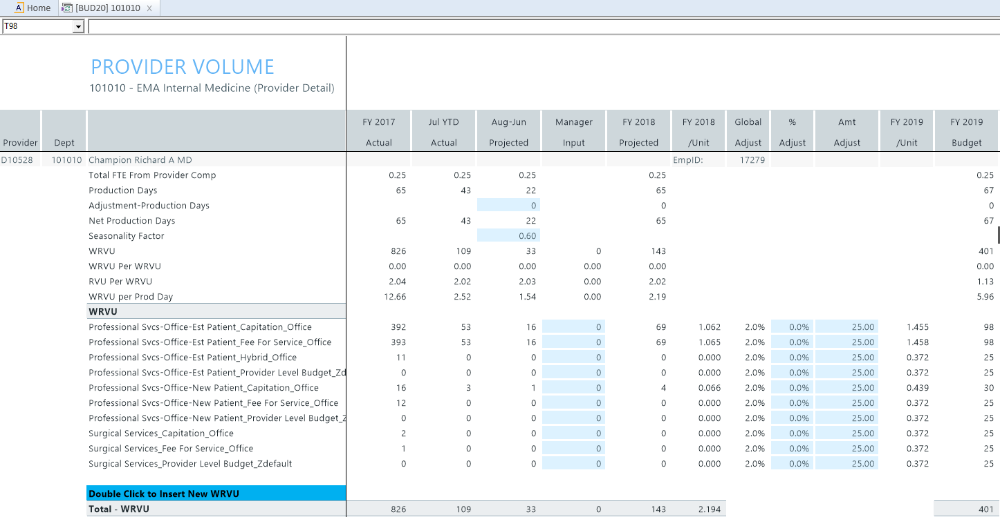 A Home [BUD20] 101010 X
T98
PROVIDER VOLUME
101010 - EMA Internal Medicine (Provider Detail)
FY 2017 Jul YTD Aug-Jun Manager FY 2018 FY 2018 Global % Amt FY 2019 FY 2019
Provider Dept Actual Actual Projected Input Projected /Unit Adjust Adjust Adjust /Unit Budget
D10528 101010 Champion Richard A MD EmpID: 17279
Total FTE From Provider Comp 0.25 0.25 0.25 0.25 0.25
Production Days 65 43 22 65 67
Adjustment-Production Days 0 0 0
Net Production Days 65 43 22 65 67
Seasonality Factor 0.60
WRVU 826 109 33 0 143 401
WRVU Per WRVU 0.00 0.00 0.00 0.00 0.00 0.00
RVU Per WRVU 2.04 2.02 2.03 0.00 2.02 1.13
WRVU per Prod Day 12.66 2.52 1.54 0.00 2.19 5.96
WRVU
Professional Svcs-Office-Est Patient_Capitation_Office 392 53 16 0 69 1.062 2.0% 0.0% 25.00 1.455 98
Professional Svcs-Office-Est Patient_Fee For Service_Office 393 53 16 0 69 1.065 2.0% 0.0% 25.00 1.458 98
Professional Svcs-Office-Est Patient_Hybrid_Office 11 0 0 0 0 0.000 2.0% 0.0% 25.00 0.372 25
Professional Svcs-Office-Est Patient_Provider Level Budget_Zd 0 0 0 0 0 0.000 2.0% 0.0% 25.00 0.372 25
Professional Svcs-Office-New Patient_Capitation_Office 16 3 1 0 4 0.066 2.0% 0.0% 25.00 0.439 30
Professional Svcs-Office-New Patient_Fee For Service_Office 12 0 0 0 0 0.000 2.0% 0.0% 25.00 0.372 25
Professional Svcs-Office-New Patient_Provider Level Budget_Z 0 0 0 0 0 0.000 2.0% 0.0% 25.00 0.372 25
Surgical Services_Capitation_Office 2 0 0 0 0 0.000 2.0% 0.0% 25.00 0.372 25
Surgical Services_Fee For Service_Office 1 0 0 0 0 0.000 2.0% 0.0% 25.00 0.372 25
Surgical Services_Provider Level Budget_Zdefault 0 0 0 0 0 0.000 2.0% 0.0% 25.00 0.372 25
Double Click to Insert New WRVU
Total - WRVU 826 109 33 0 143 2.194 401